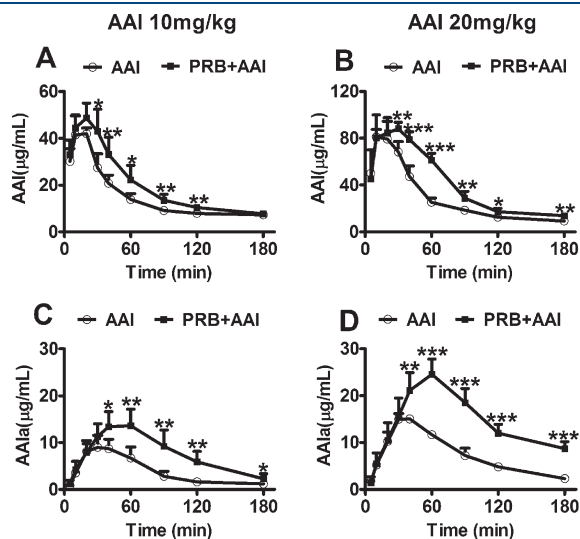 AAI 10mg/kg
AAI 20mg/kg
A
AAI PRB+AAI
AAI(μg/mL)
60
40
20
0
* ** * ** **
0 60 120 180
Time (min)
B
AAI PRB+AAI
AAI(μg/mL)
120
80
40
0
** *** *** ** * **
0 60 120 180
Time (min)
C
AAI PRB+AAI
AAIa(μg/mL)
30
20
10
0
* ** ** ** *
0 60 120 180
Time (min)
D
AAI PRB+AAI
AAIa(μg/mL)
30
20
10
0
** *** *** *** ***
0 60 120 180
Time (min)